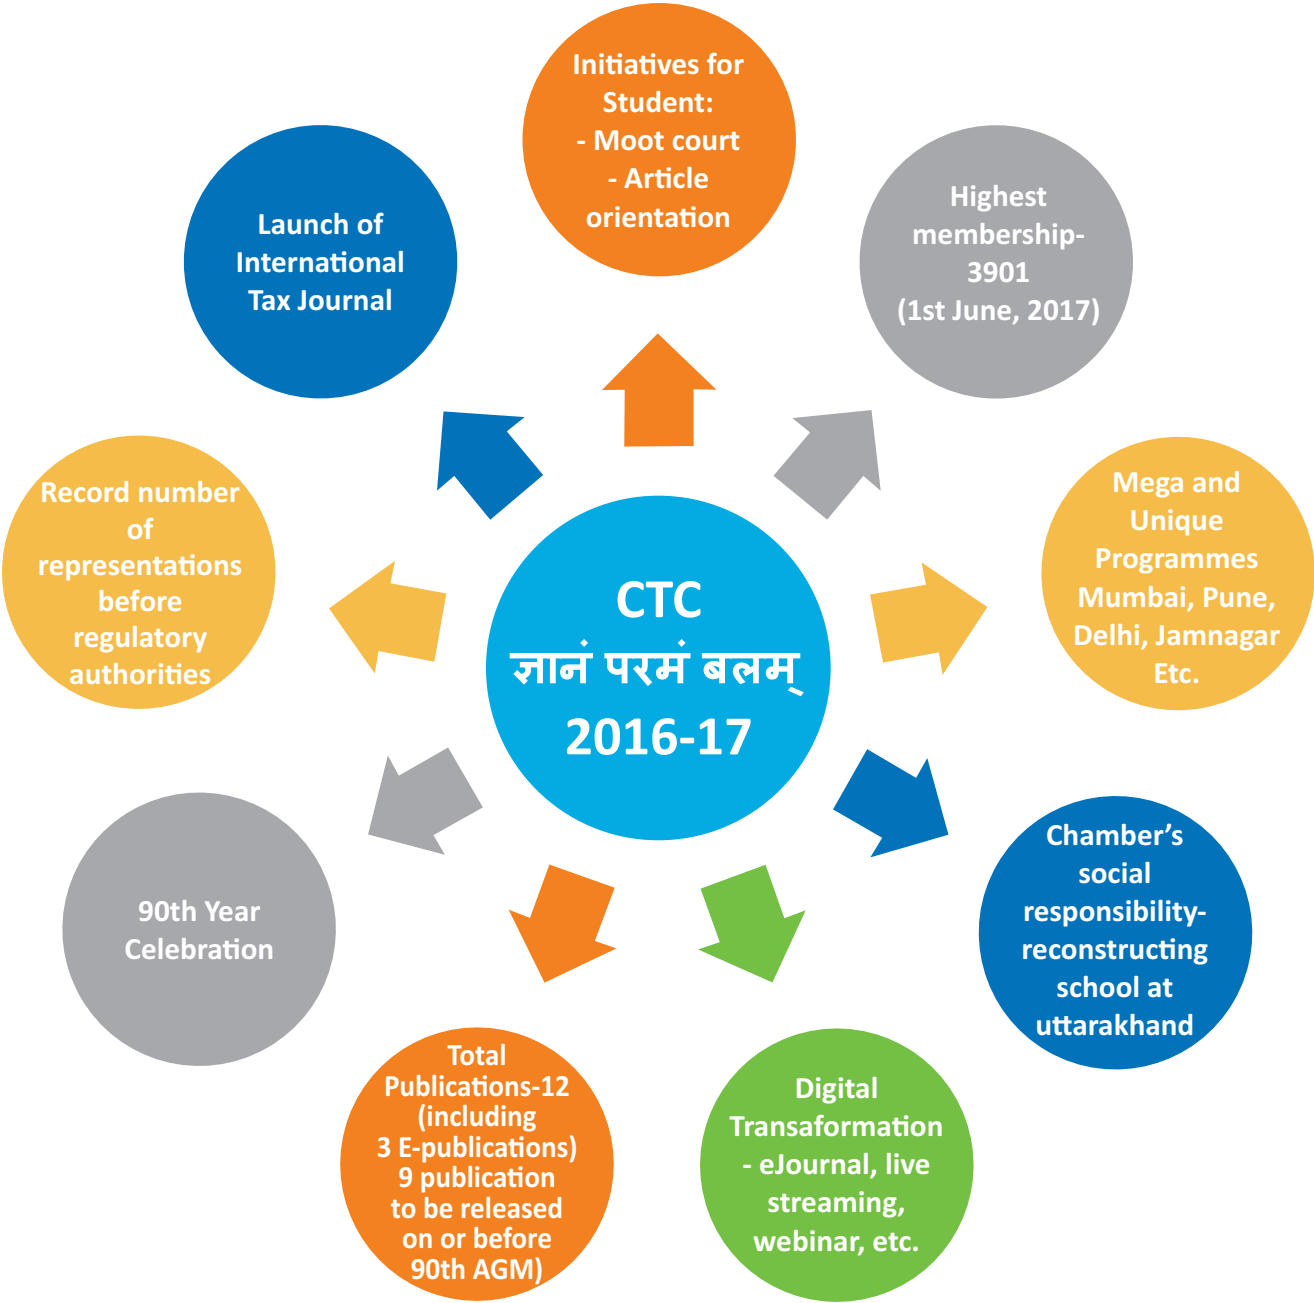 Initiatives for
Student:
- Moot court
- Article
orientation
Highest
membership-
3901
(1st June, 2017)
Mega and
Unique
Programmes
Mumbai, Pune,
Delhi, Jamnagar
Etc.
Chamber’s
social
responsibility-
reconstructing
school at
uttarakhand
Digital
Transaformation
- eJournal, live
streaming,
webinar, etc.
Total
Publications-12
(including
3 E-publications)
9 publication
to be released
on or before
90th AGM)
90th Year
Celebration
Record number
of
representations
before
regulatory
authorities
Launch of
International
Tax Journal
CTC
ज्ञानं परमं बलम्
2016-17